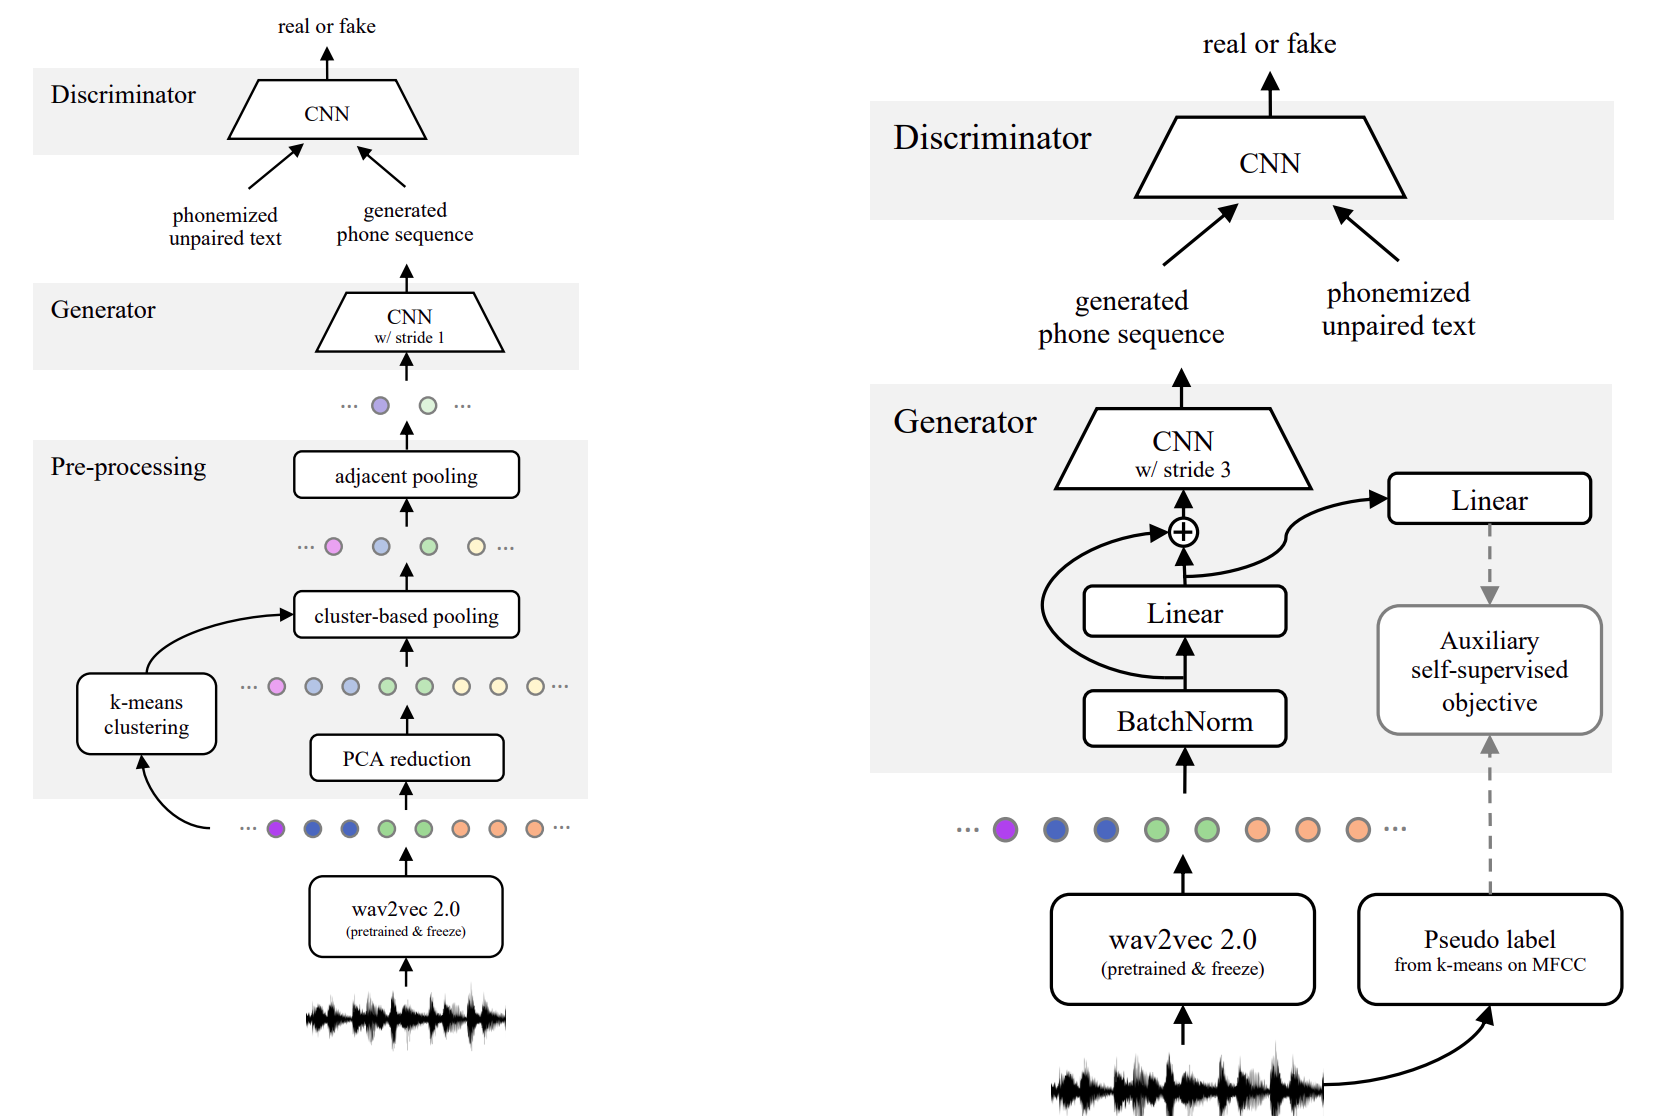 real or fake
Discriminator
CNN
phonemized
unpaired text
generated
phone sequence
Generator
CNN
w/ stride 1
... ...
Pre-processing
adjacent pooling
... ...
cluster-based pooling
... ...
k-means
clustering
PCA reduction
... ...
wav2vec 2.0
(pretrained & freeze)
real or fake
Discriminator
CNN
generated
phone sequence
phonemized
unpaired text
Generator
CNN
w/ stride 3
Linear
+
Linear
Auxiliary
self-supervised
objective
BatchNorm
... ...
wav2vec 2.0
(pretrained & freeze)
Pseudo label
from k-means on MFCC